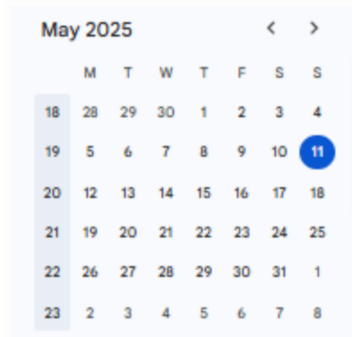 May 2025 < >
M T W T F S S
18 28 29 30 1 2 3 4
19 5 6 7 8 9 10 11
20 12 13 14 15 16 17 18
21 19 20 21 22 23 24 25
22 26 27 28 29 30 31 1
23 2 3 4 5 6 7 8